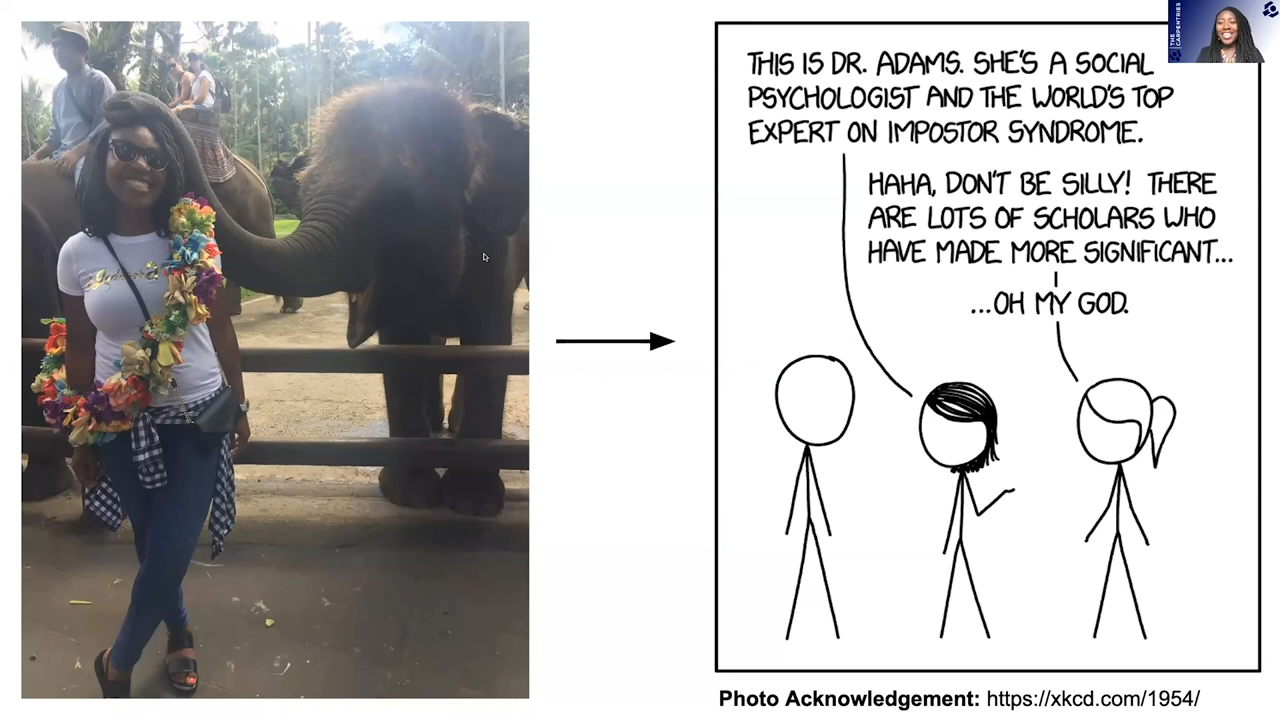 THE CARPENTRIES
THIS IS DR. ADAMS. SHE'S A SOCIAL
PSYCHOLOGIST AND THE WORLD'S TOP
EXPERT ON IMPOSTOR SYNDROME.
HAHA, DON'T BE SILLY! THERE
ARE LOTS OF SCHOLARS WHO
HAVE MADE MORE SIGNIFICANT...
...OH MY GOD.
Photo Acknowledgement: https://xkcd.com/1954/